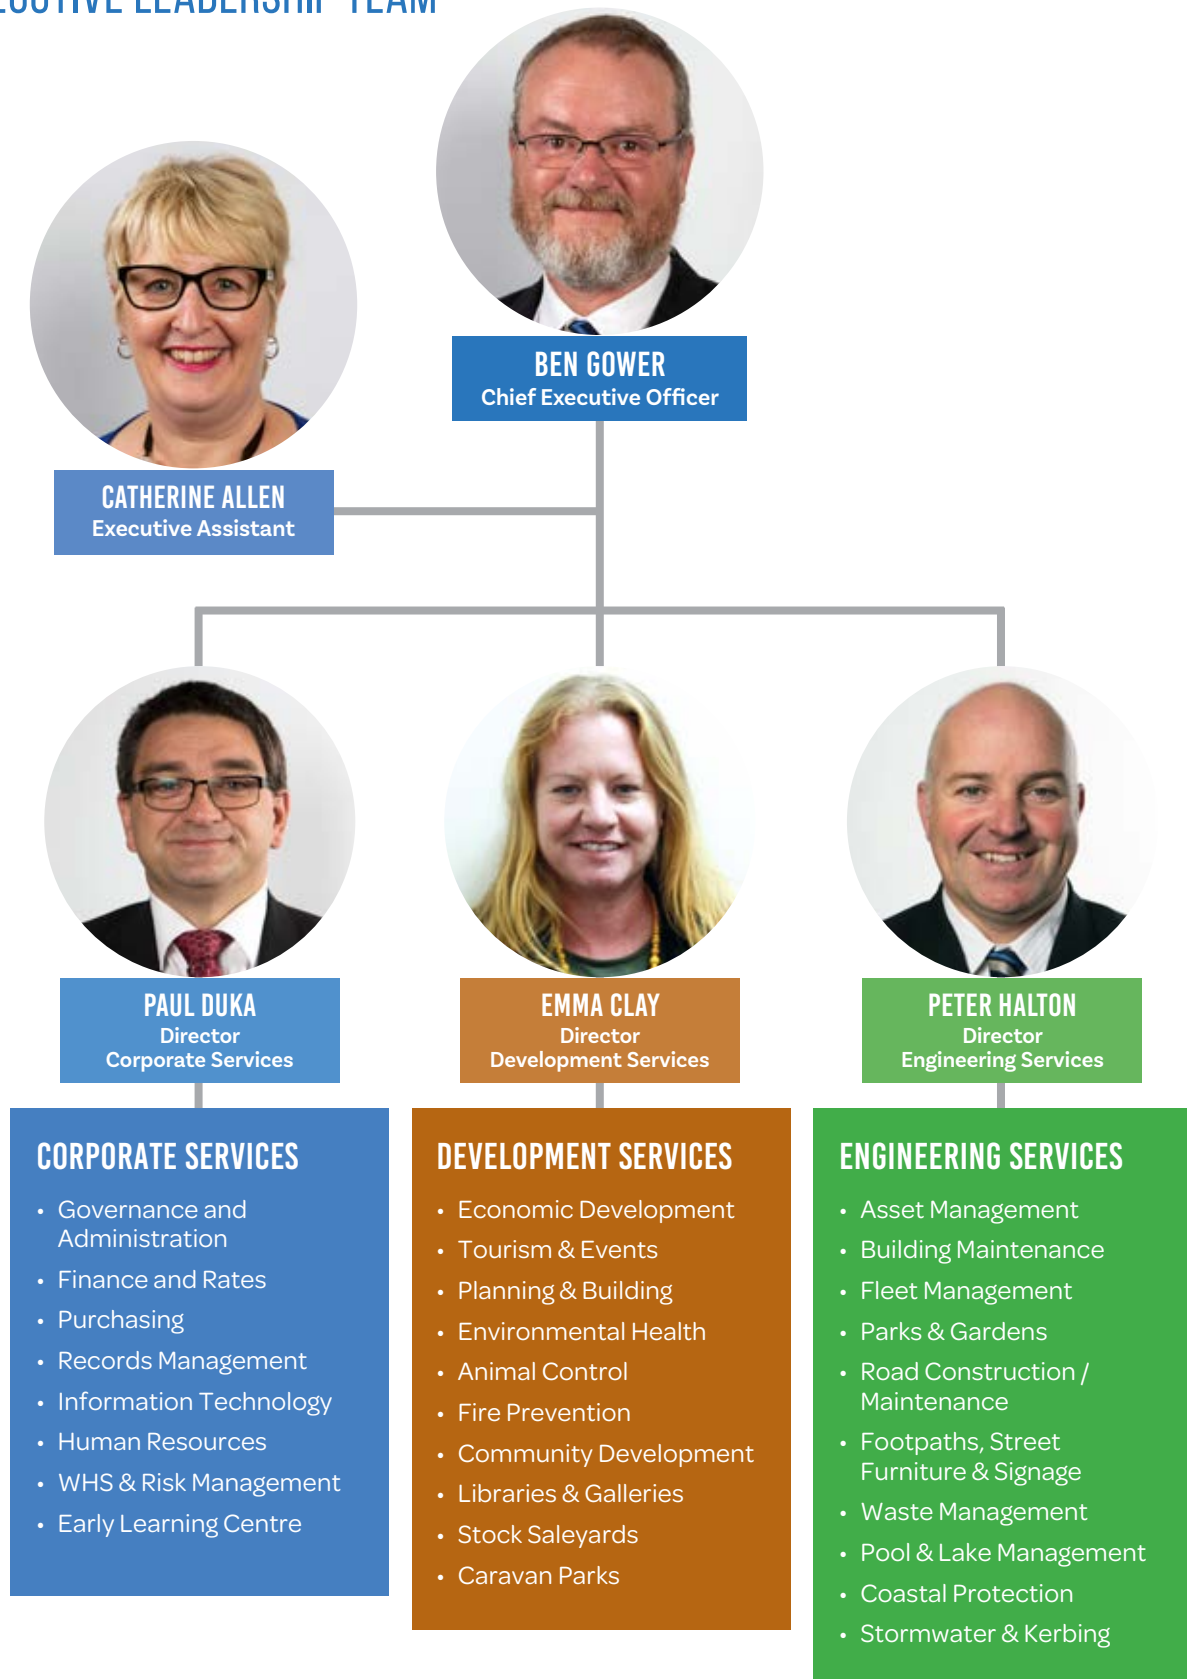 LEADERSHIP TEAM
BEN GOWER
Chief Executive Officer
CATHERINE ALLEN
Executive Assistant
PAUL DUKA
Director
Corporate Services
EMMA CLAY
Director
Development Services
PETER HALTON
Director
Engineering Services
CORPORATE SERVICES
• Governance and
Administration
• Finance and Rates
• Purchasing
• Records Management
• Information Technology
• Human Resources
• WHS & Risk Management
• Early Learning Centre
DEVELOPMENT SERVICES
• Economic Development
• Tourism & Events
• Planning & Building
• Environmental Health
• Animal Control
• Fire Prevention
• Community Development
• Libraries & Galleries
• Stock Saleyards
• Caravan Parks
ENGINEERING SERVICES
• Asset Management
• Building Maintenance
• Fleet Management
• Parks & Gardens
• Road Construction /
Maintenance
• Footpaths, Street
Furniture & Signage
• Waste Management
• Pool & Lake Management
• Coastal Protection
• Stormwater & Kerbing